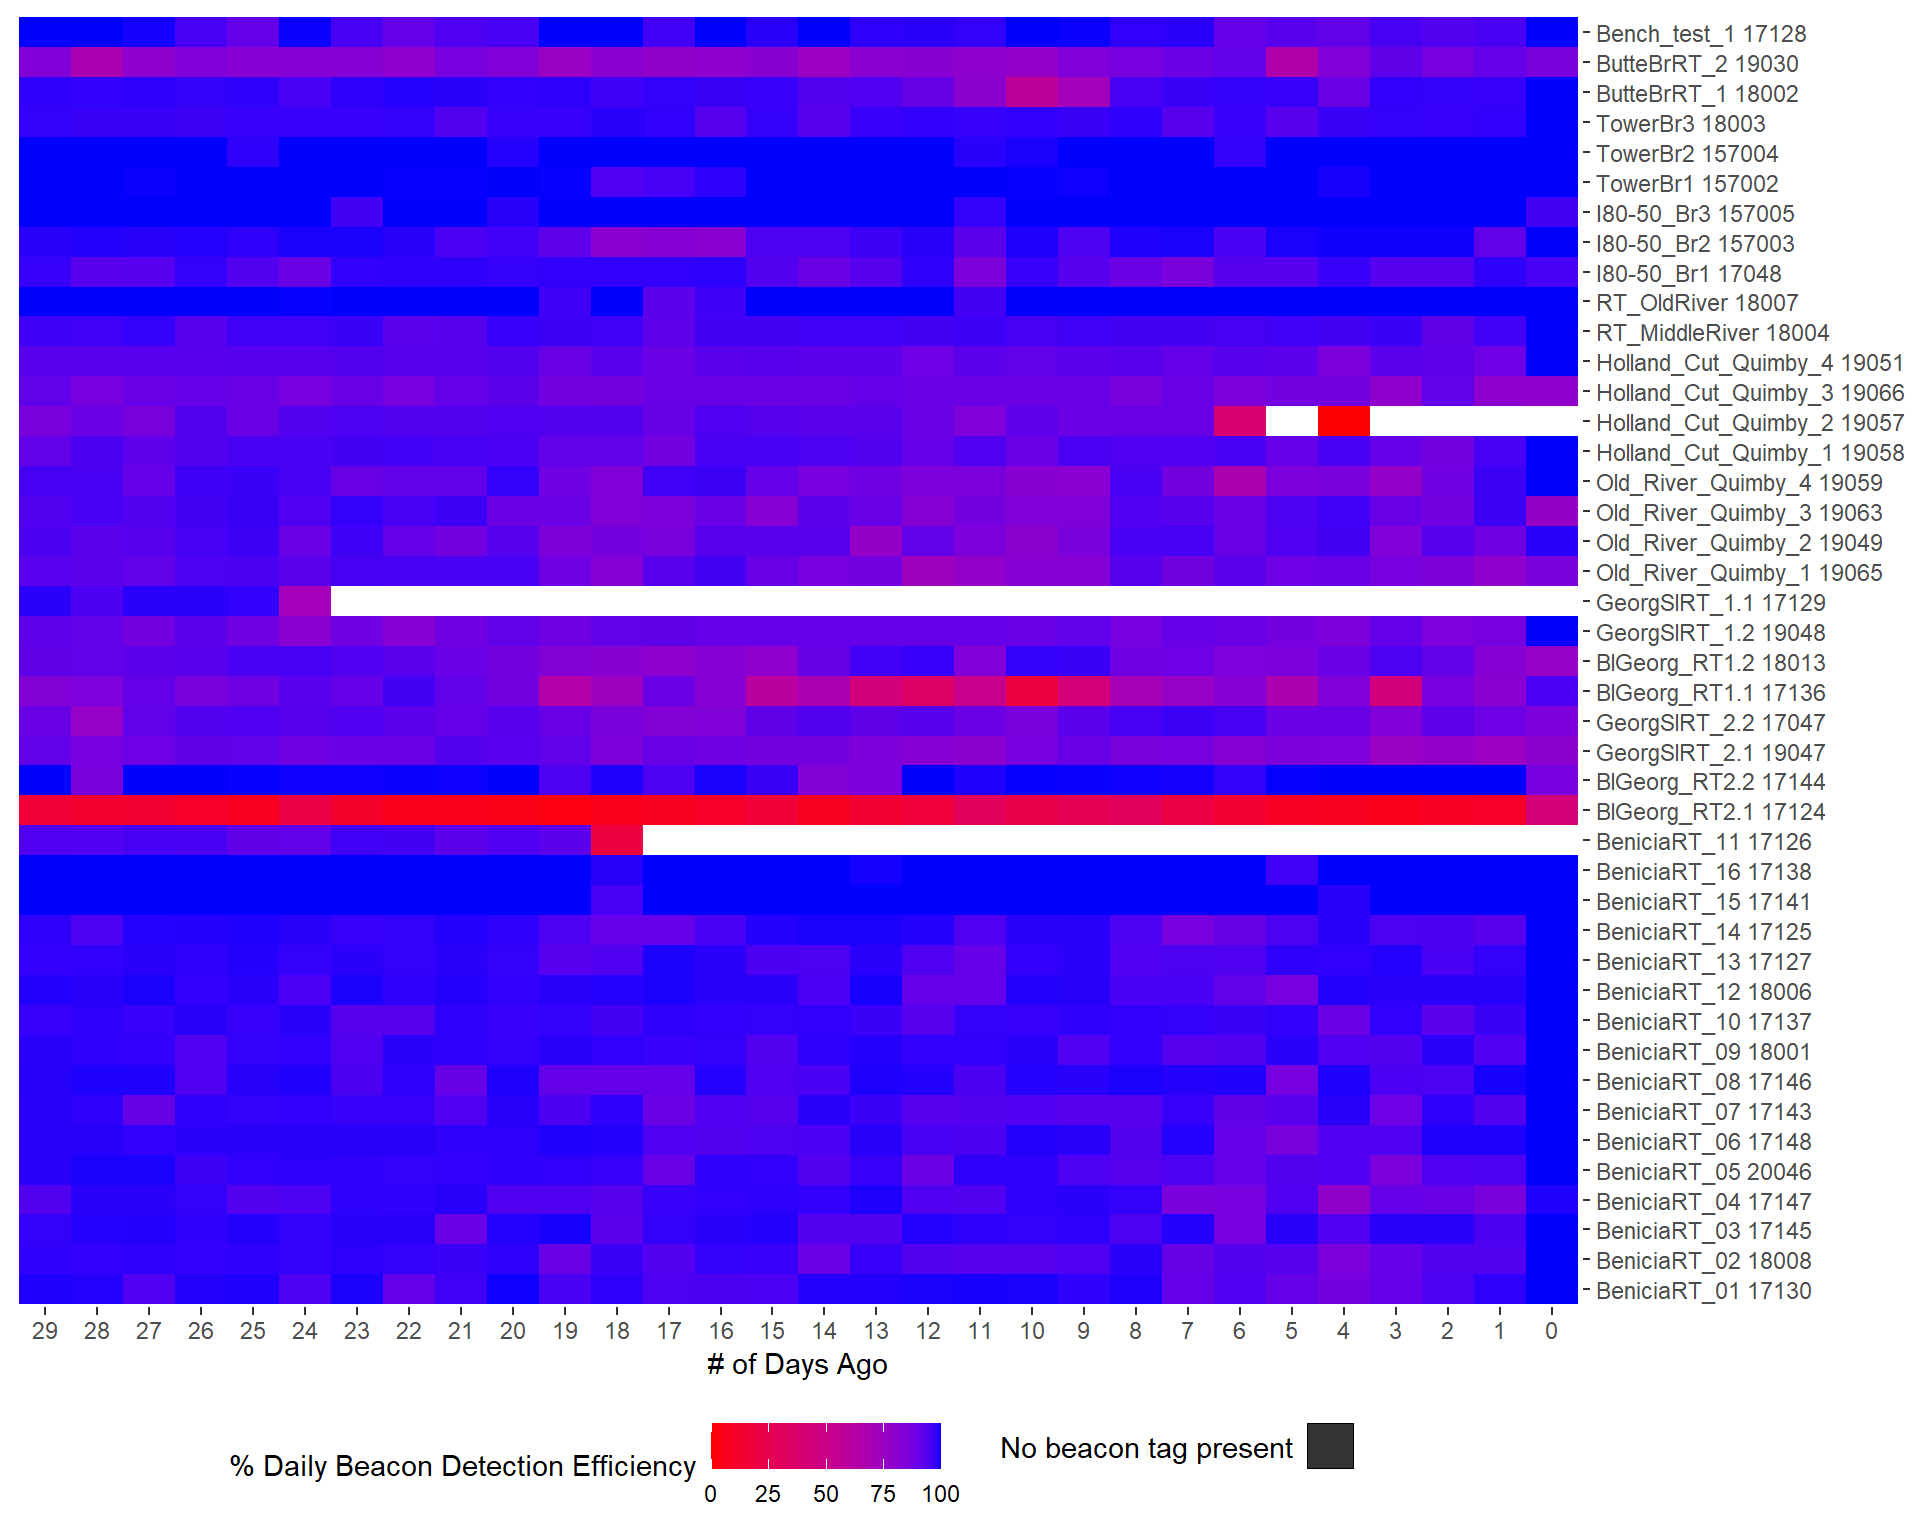 Bench_test_1 17128
ButteBrRT_2 19030
ButteBrRT_1 18002
TowerBr3 18003
TowerBr2 157004
TowerBr1 157002
I80-50_Br3 157005
I80-50_Br2 157003
I80-50_Br1 17048
RT_OldRiver 18007
RT_MiddleRiver 18004
Holland_Cut_Quimby_4 19051
Holland_Cut_Quimby_3 19066
Holland_Cut_Quimby_2 19057
Holland_Cut_Quimby_1 19058
Old_River_Quimby_4 19059
Old_River_Quimby_3 19063
Old_River_Quimby_2 19049
Old_River_Quimby_1 19065
GeorgSlRT_1.1 17129
GeorgSlRT_1.2 19048
BlGeorg_RT1.2 18013
BlGeorg_RT1.1 17136
GeorgSlRT_2.2 17047
GeorgSlRT_2.1 19047
BlGeorg_RT2.2 17144
BlGeorg_RT2.1 17124
BeniciaRT_11 17126
BeniciaRT_16 17138
BeniciaRT_15 17141
BeniciaRT_14 17125
BeniciaRT_13 17127
BeniciaRT_12 18006
BeniciaRT_10 17137
BeniciaRT_09 18001
BeniciaRT_08 17146
BeniciaRT_07 17143
BeniciaRT_06 17148
BeniciaRT_05 20046
BeniciaRT_04 17147
BeniciaRT_03 17145
BeniciaRT_02 18008
BeniciaRT_01 17130
29 28 27 26 25 24 23 22 21 20 19 18 17 16 15 14 13 12 11 10 9 8 7 6 5 4 3 2 1 0
# of Days Ago
% Daily Beacon Detection Efficiency
0 25 50 75 100
No beacon tag present